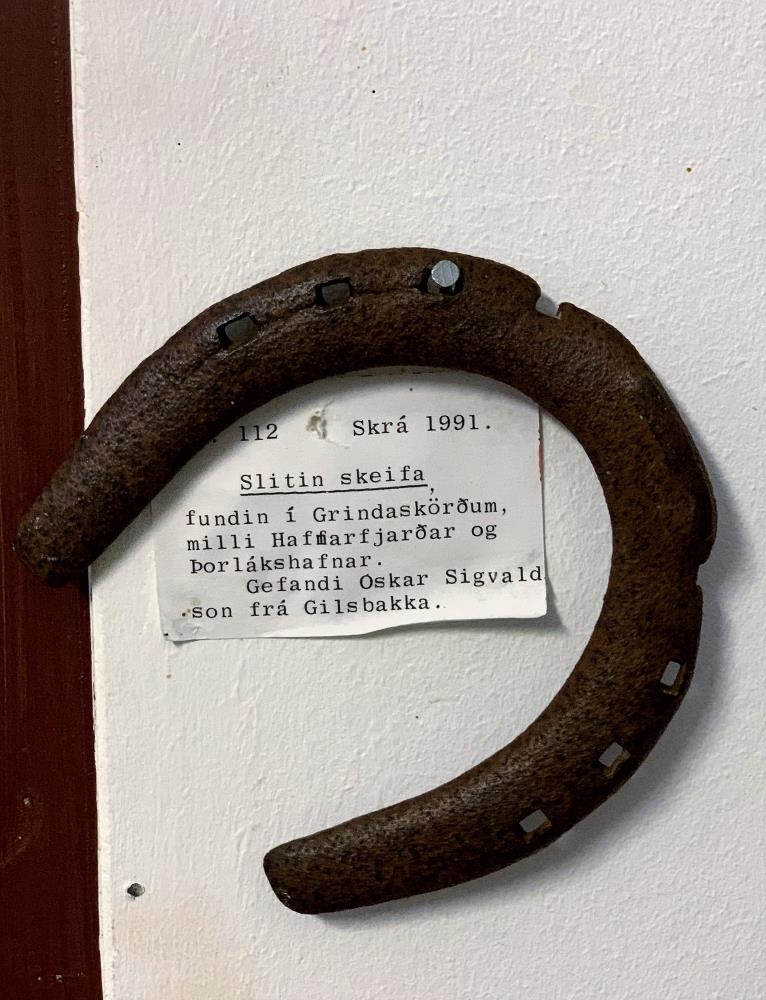 112 Skrá 1991.
Slitin skeifa,
fundin í Grindaskörðum,
milli Hafnarfjarðar og
Þorlákshafnar.
Gefandi Oskar Sigvald
son frá Gilsbakka.